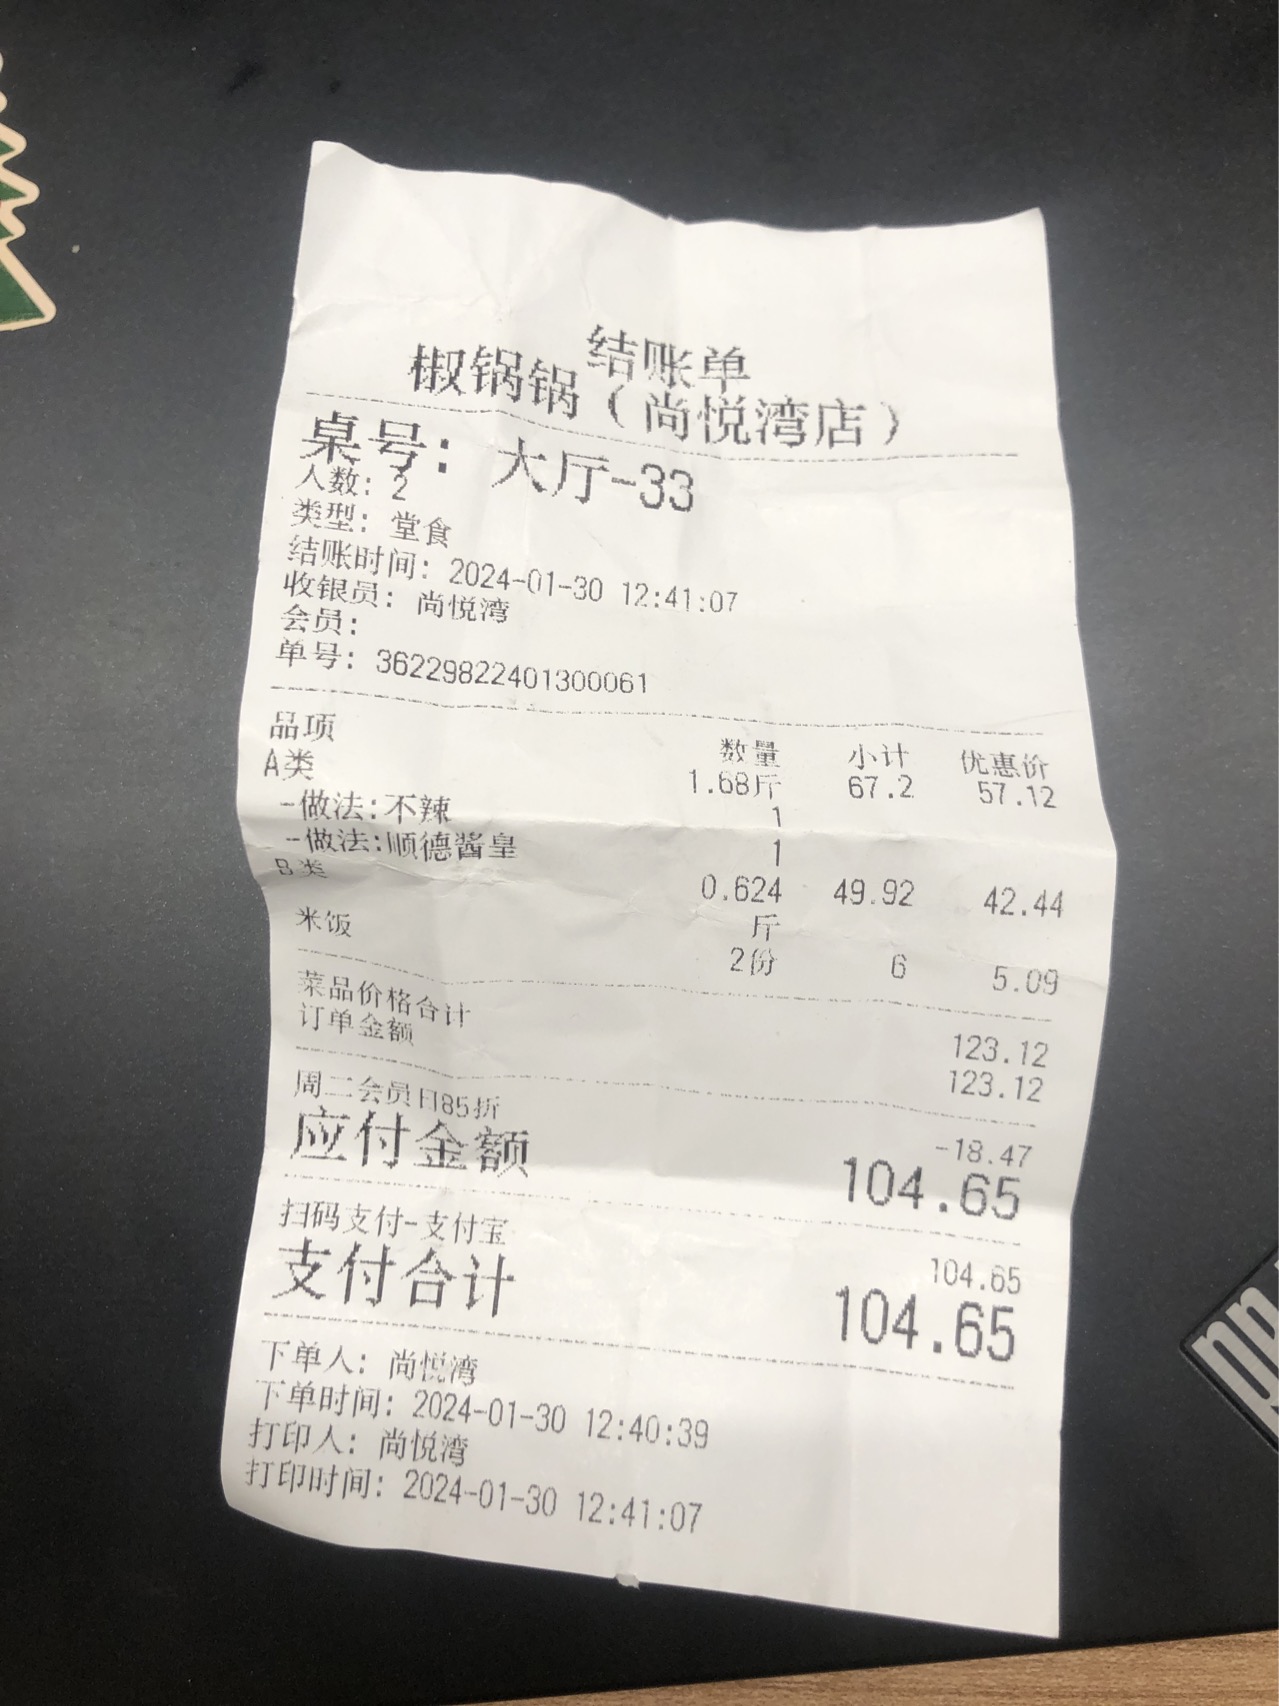 结账单
椒锅锅（尚悦湾店）
桌号：大厅-33
人数：2
类型：堂食
结账时间：2024-01-30 12:41:07
收银员：尚悦湾
会员：
单号：36229822401300061
品项 数量 小计 优惠价
A类 1.68斤 67.2 57.12
-做法:不辣 1
-做法:顺德酱皇 1
B类 0.624 49.92 42.44
斤
米饭 2份 6 5.09
菜品价格合计 123.12
订单金额 123.12
周二会员日85折 -18.47
应付金额 104.65
扫码支付-支付宝 104.65
支付合计 104.65
下单人：尚悦湾
下单时间：2024-01-30 12:40:39
打印人：尚悦湾
打印时间：2024-01-30 12:41:07